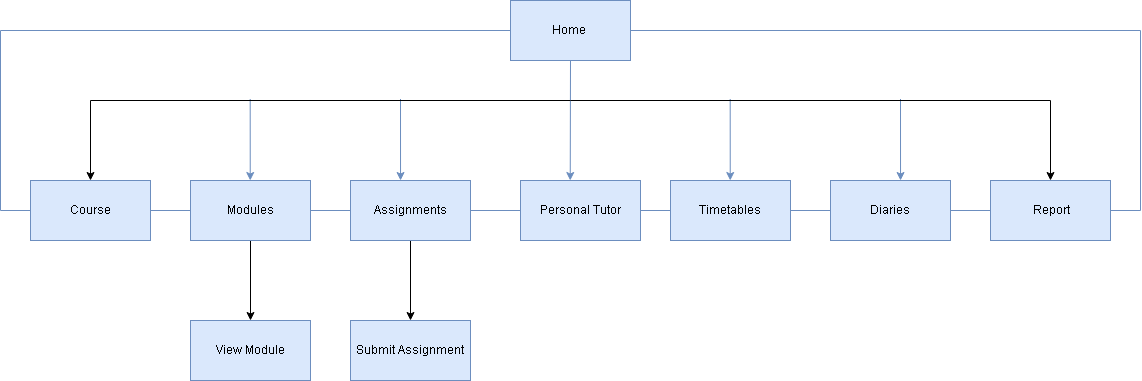 Home
Course
Modules
Assignments
Personal Tutor
Timetables
Diaries
Report
View Module
Submit Assignment